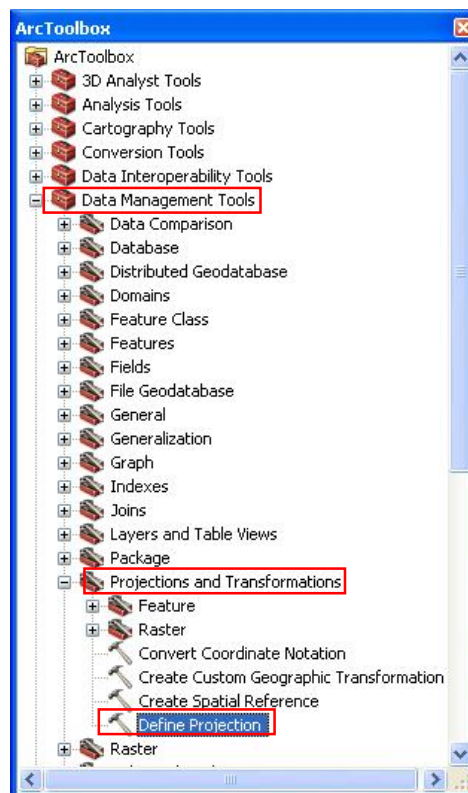 ArcToolbox
ArcToolbox
3D Analyst Tools
Analysis Tools
Cartography Tools
Conversion Tools
Data Interoperability Tools
Data Management Tools
Data Comparison
Database
Distributed Geodatabase
Domains
Feature Class
Features
Fields
File Geodatabase
General
Generalization
Graph
Indexes
Joins
Layers and Table Views
Package
Projections and Transformations
Feature
Raster
Convert Coordinate Notation
Create Custom Geographic Transformation
Create Spatial Reference
Define Projection
Raster